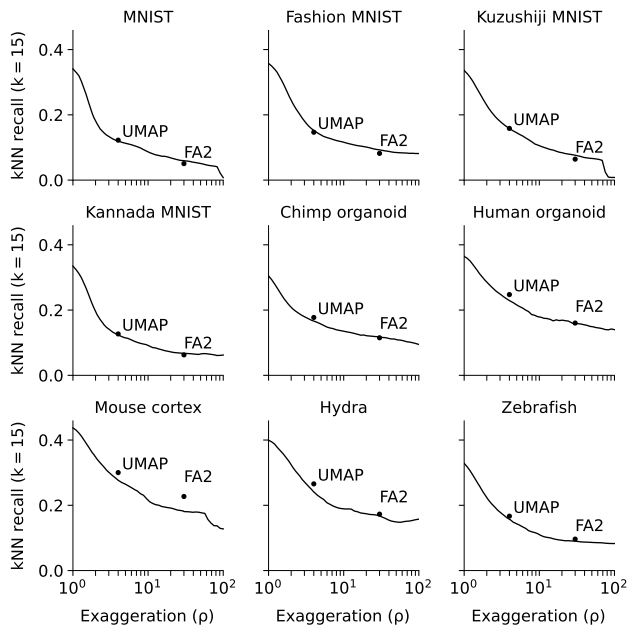 MNIST
Fashion MNIST
Kuzushiji MNIST
kNN recall (k = 15)
0.4
0.2
0.0
UMAP
FA2
UMAP
FA2
UMAP
FA2
Kannada MNIST
Chimp organoid
Human organoid
kNN recall (k = 15)
0.4
0.2
0.0
UMAP
FA2
UMAP
FA2
UMAP
FA2
Mouse cortex
Hydra
Zebrafish
kNN recall (k = 15)
0.4
0.2
0.0
UMAP
FA2
UMAP
FA2
UMAP
FA2
10⁰ 10¹ 10²
10⁰ 10¹ 10²
10⁰ 10¹ 10²
Exaggeration (ρ)
Exaggeration (ρ)
Exaggeration (ρ)